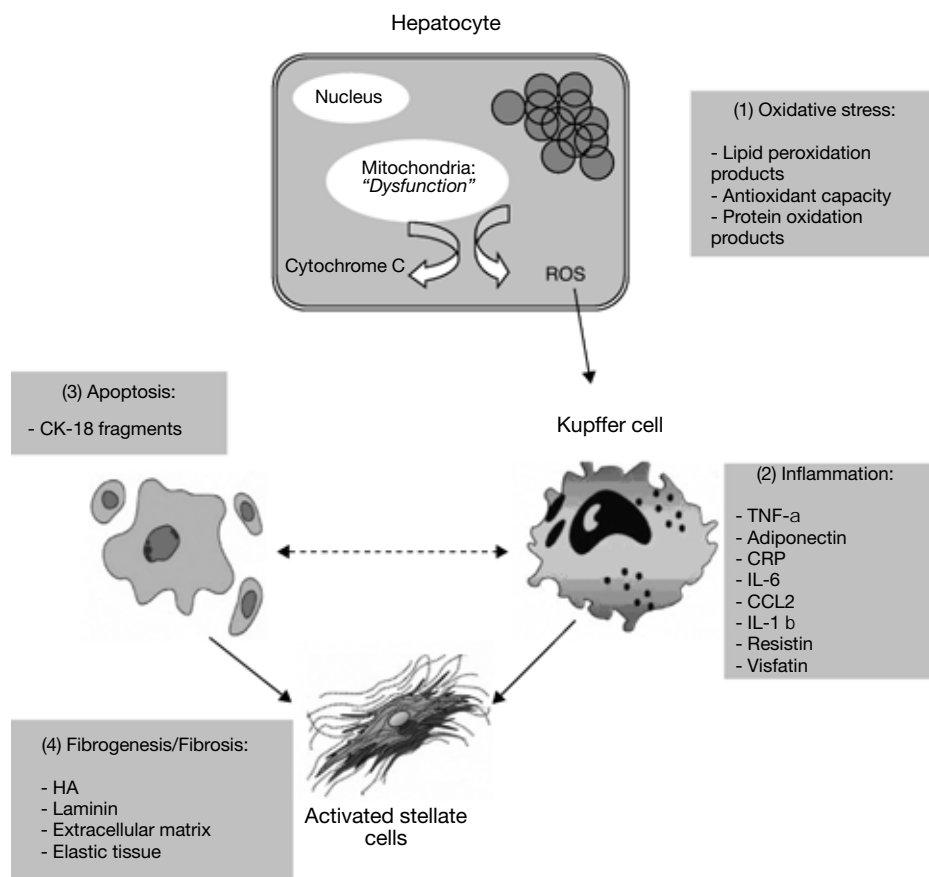 Hepatocyte
Nucleus
Mitochondria:
“Dysfunction”
Cytochrome C
ROS
(1) Oxidative stress:
- Lipid peroxidation
products
- Antioxidant capacity
- Protein oxidation
products
(3) Apoptosis:
- CK-18 fragments
Kupffer cell
(2) Inflammation:
- TNF-a
- Adiponectin
- CRP
- IL-6
- CCL2
- IL-1 b
- Resistin
- Visfatin
(4) Fibrogenesis/Fibrosis:
- HA
- Laminin
- Extracellular matrix
- Elastic tissue
Activated stellate
cells